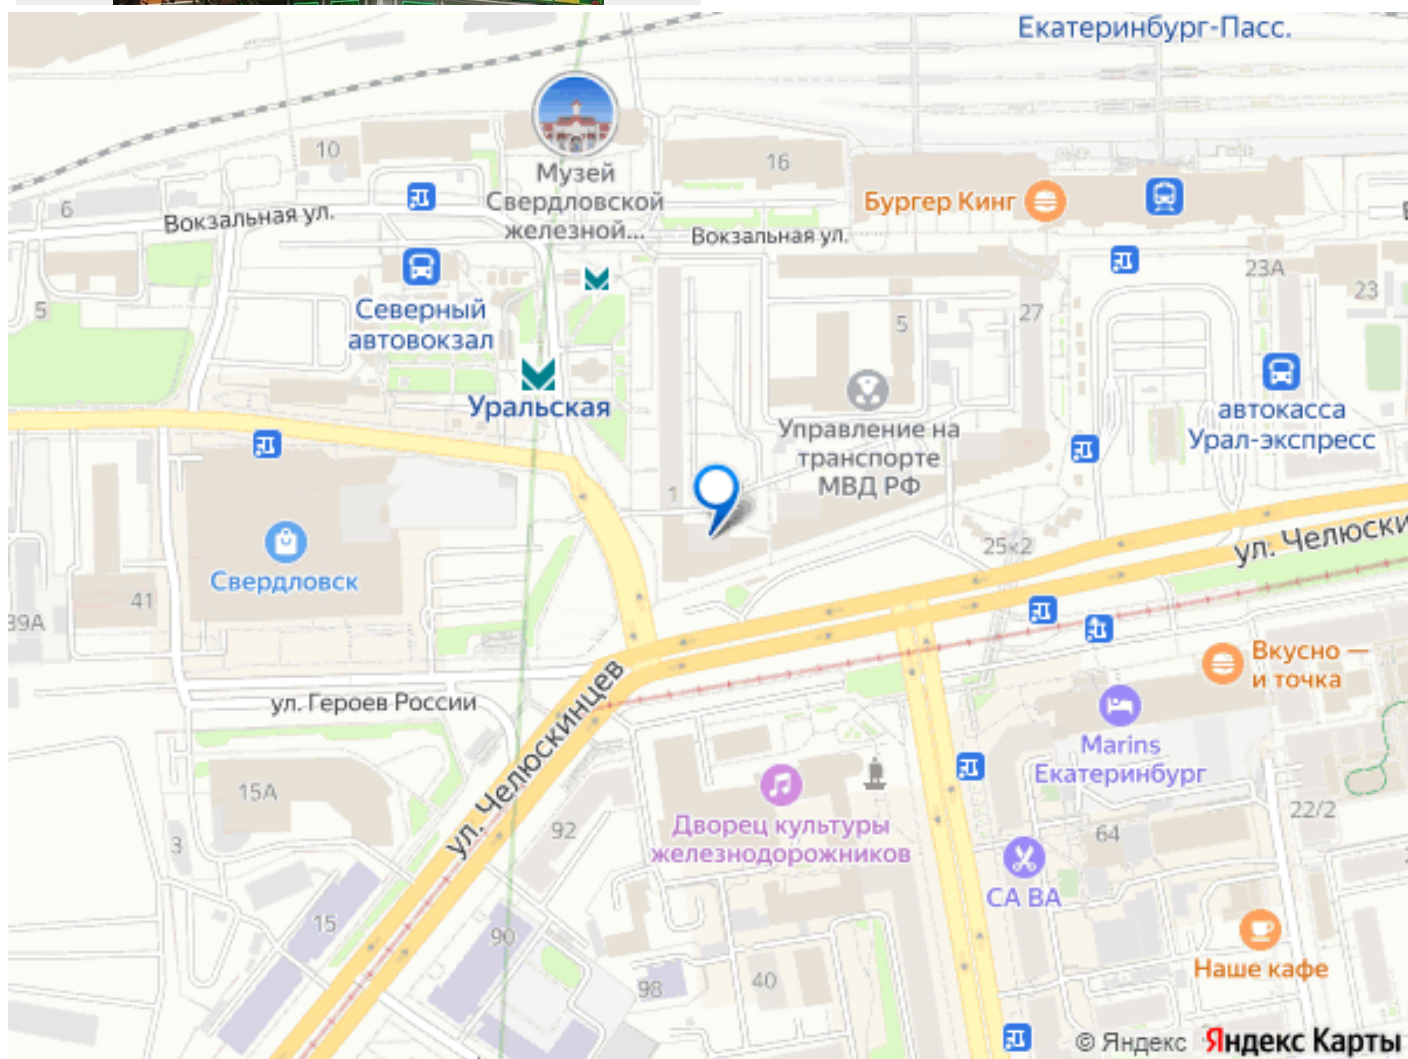 Екатеринбург-Пасс.
10
Музей
Свердловской
железной...
16
Бургер Кинг
6
Вокзальная ул.
Вокзальная ул.
23А
23
5
Северный
автовокзал
5
27
Уральская
автокасса
Урал-экспресс
Управление на
транспорте
МВД РФ
1
25к2
ул. Челюски
Свердловск
41
39А
Вкусно —
и точка
ул. Героев России
ул. Челюскинцев
Marins
Екатеринбург
15А
3
92
Дворец культуры
железнодорожников
22/2
64
СА ВА
15
90
98
40
Наше кафе
© Яндекс Яндекс Карты